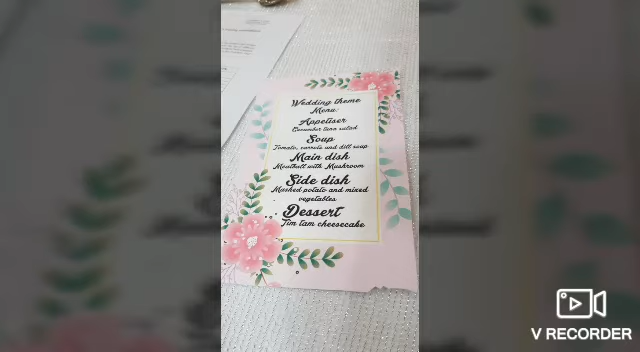 Wedding theme
Menu:
Appetiser
Cucumber tuna salad
Soup
Tomato, carrots and dill soup
Main dish
Meatball with Mushroom
Side dish
Mashed potato and mixed
vegetables
Dessert
Tim tam cheesecake
V RECORDER